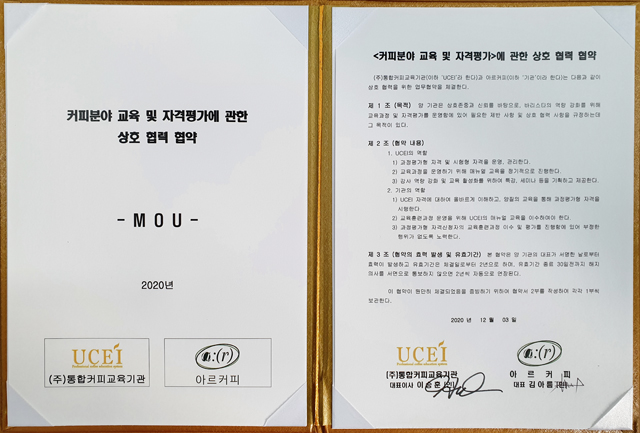 커피분야 교육 및 자격평가에 관한
상호 협력 협약
- M O U -
2020년
UCEI
(주)통합커피교육기관
아르커피
<커피분야 교육 및 자격평가>에 관한 상호 협력 협약
(주)통합커피교육기관(이하 'UCEI'라 한다)과 아르커피(이하 '기관'이라 한다)는 다음과 같이
상호 협력을 위한 업무협약을 체결한다.
제 1 조 (목적) 양 기관은 상호존중과 신뢰를 바탕으로, 바리스타의 역량 강화를 위해
교육과정 및 자격평가를 운영함에 있어 필요한 제반 사항 및 상호 협력 사항을 규정하는데
그 목적이 있다.
제 2 조 (협약 내용)
1. UCEI의 역할
1) 과정평가형 자격 및 시험형 자격을 운영, 관리한다.
2) 교육과정을 운영하기 위해 매뉴얼 교육을 정기적으로 진행한다.
3) 강사 역량 강화 및 교육 활성화를 위하여 특강, 세미나 등을 기획하고 제공한다.
2. 기관의 역할
1) UCEI 자격에 대하여 올바르게 이해하고, 양질의 교육을 통해 과정평가형 자격을
시행한다.
2) 교육훈련과정 운영을 위해 UCEI의 매뉴얼 교육을 이수하여야 한다.
3) 과정평가형 자격신청자의 교육훈련과정 이수 및 평가를 진행함에 있어 부정한
행위가 없도록 노력한다.
제 3 조 (협약의 효력 발생 및 유효기간) 본 협약은 양 기관의 대표가 서명한 날로부터
효력이 발생하고 유효기간은 체결일로부터 2년으로 하며, 유효기간 종료 30일전까지 해지
의사를 서면으로 통보하지 않으면 2년씩 자동으로 연장된다.
이 협약이 원만히 체결되었음을 증빙하기 위하여 협약서 2부를 작성하여 각각 1부씩
보관한다.
2020 년 12 월 03 일
UCEI
(주)통합커피교육기관
대표이사 이승훈
아 르 커 피
대표 김아름